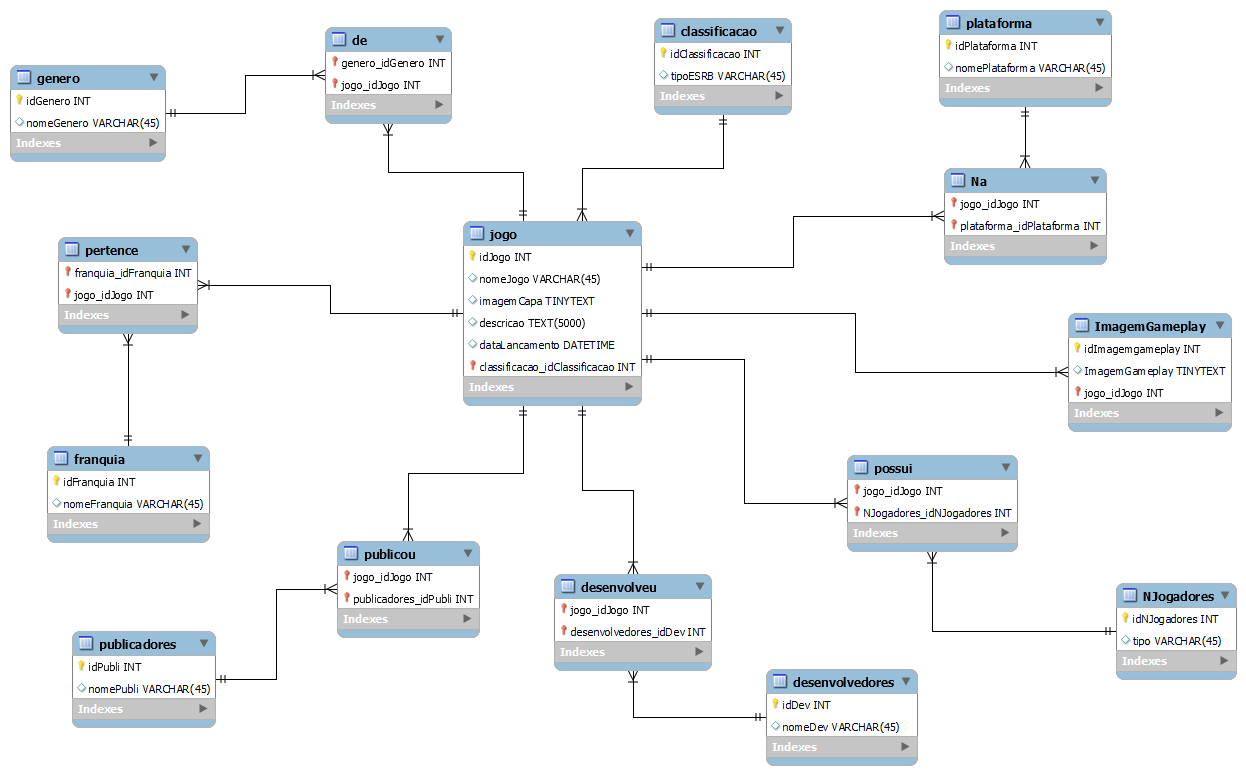 de
genero_idGenero INT
jogo_idJogo INT
Indexes
classificacao
idClassificacao INT
tipoESRB VARCHAR(45)
Indexes
plataforma
idPlataforma INT
nomePlataforma VARCHAR(45)
Indexes
genero
idGenero INT
nomeGenero VARCHAR(45)
Indexes
Na
jogo_idJogo INT
plataforma_idPlataforma INT
Indexes
jogo
idJogo INT
nomeJogo VARCHAR(45)
imagemCapa TINYTEXT
descricao TEXT(5000)
dataLancamento DATETIME
classificacao_idClassificacao INT
Indexes
pertence
franquia_idFranquia INT
jogo_idJogo INT
Indexes
ImagemGameplay
idImagemgameplay INT
ImagemGameplay TINYTEXT
jogo_idJogo INT
Indexes
franquia
idFranquia INT
nomeFranquia VARCHAR(45)
Indexes
possui
jogo_idJogo INT
NJogadores_idNJogadores INT
Indexes
publicou
jogo_idJogo INT
publicadores_idPubli INT
Indexes
desenvolveu
jogo_idJogo INT
desenvolvedores_idDev INT
Indexes
NJogadores
idNJogadores INT
tipo VARCHAR(45)
Indexes
publicadores
idPubli INT
nomePubli VARCHAR(45)
Indexes
desenvolvedores
idDev INT
nomeDev VARCHAR(45)
Indexes